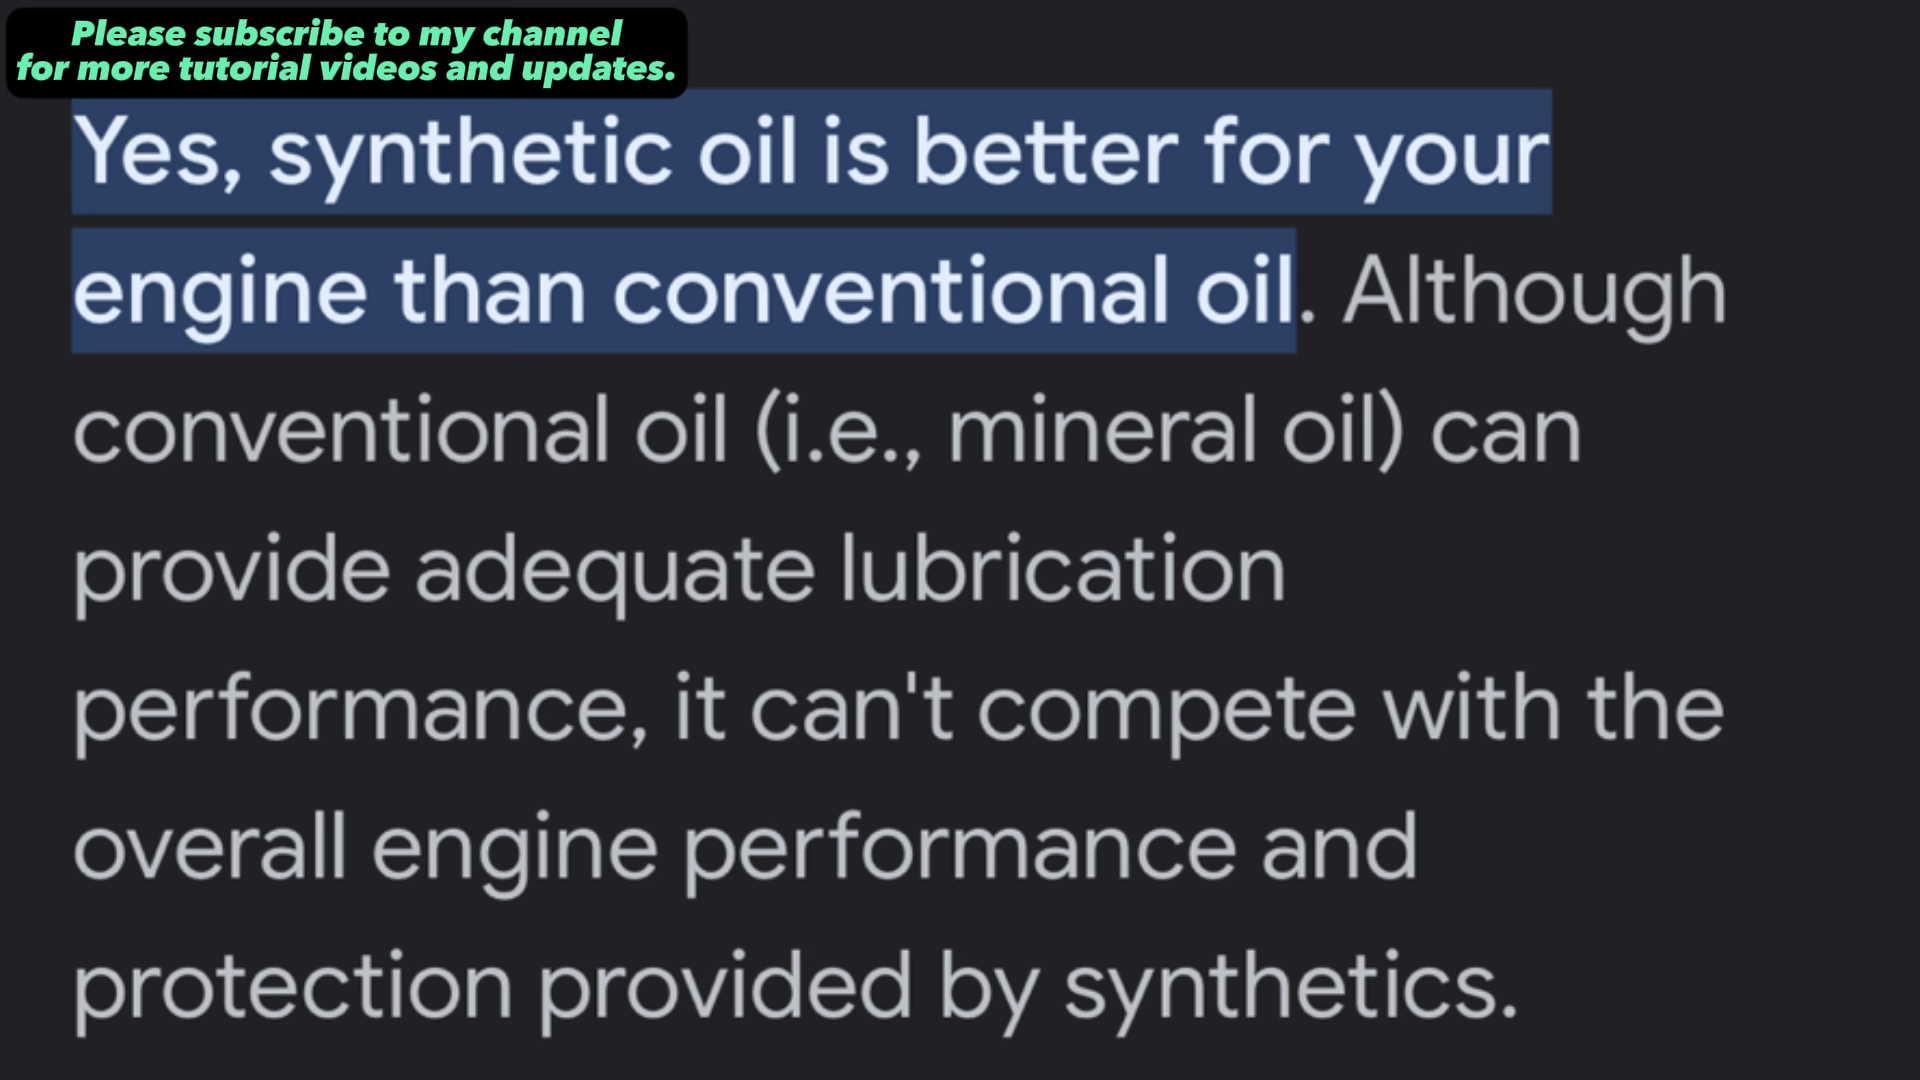 Please subscribe to my channel
for more tutorial videos and updates.
Yes, synthetic oil is better for your
engine than conventional oil. Although
conventional oil (i.e., mineral oil) can
provide adequate lubrication
performance, it can't compete with the
overall engine performance and
protection provided by synthetics.